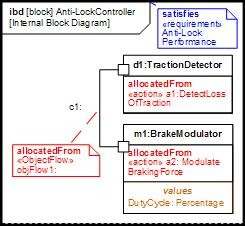 ibd [block] Anti-LockController
[Internal Block Diagram]
satisfies
«requirement»
Anti-Lock
Performance
d1:TractionDetector
allocatedFrom
«action» a1:DetectLoss
OfTraction
c1:
m1:BrakeModulator
allocatedFrom
«action» a2: Modulate
BrakingForce
allocatedFrom
«ObjectFlow»
objFlow1:
values
DutyCycle: Percentage